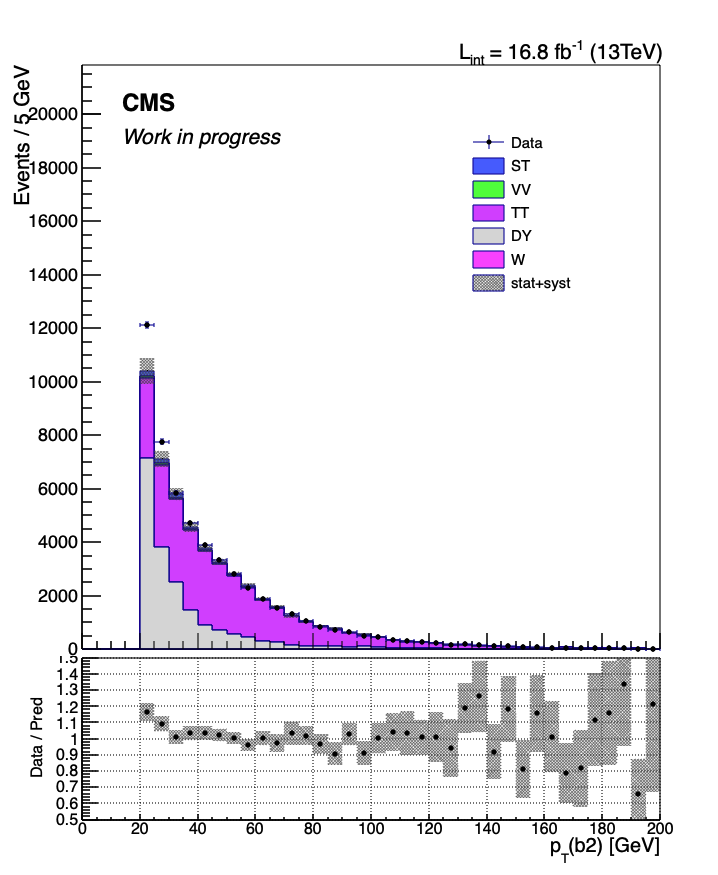 L_int = 16.8 fb^-1 (13TeV)
Events / 5 GeV
CMS
Work in progress
Data
ST
VV
TT
DY
W
stat+syst
20000
18000
16000
14000
12000
10000
8000
6000
4000
2000
0
Data / Pred
1.5
1.4
1.3
1.2
1.1
1
0.9
0.8
0.7
0.6
0.5
0 20 40 60 80 100 120 140 160 180 200
p_T(b2) [GeV]